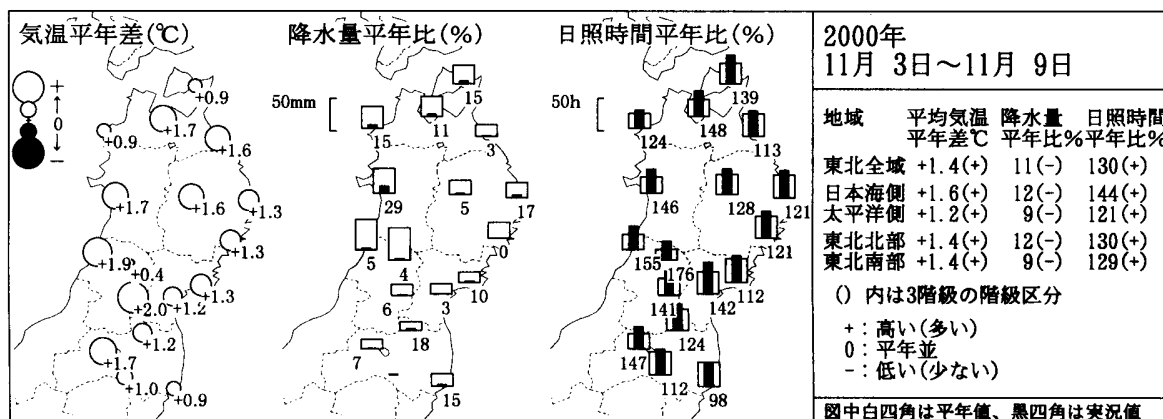 気温平年差(℃)
+
↑
0
↓
−
+0.9
+1.7
+0.9
+1.6
+1.7
+1.6
+1.3
+1.3
+1.9
+0.4
+1.3
+2.0
+1.2
+1.2
+1.7
+1.0
+0.9
降水量平年比(%)
50mm
15
11
15
3
29
5
17
0
5
4
10
6
3
18
7
15
日照時間平年比(%)
50h
139
148
124
113
146
128
121
121
155
176
112
141
142
124
147
112
98
2000年
11月 3日～11月 9日
地域 平均気温 降水量 日照時間
平年差℃ 平年比% 平年比%
東北全域 +1.4(+) 11(-) 130(+)
日本海側 +1.6(+) 12(-) 144(+)
太平洋側 +1.2(+) 9(-) 121(+)
東北北部 +1.4(+) 12(-) 130(+)
東北南部 +1.4(+) 9(-) 129(+)
() 内は3階級の階級区分
+：高い(多い)
0：平年並
-：低い(少ない)
図中白四角は平年値、黒四角は実況値